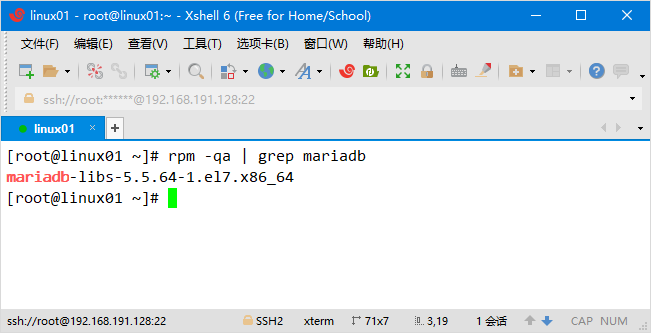 linux01 - root@linux01:~ - Xshell 6 (Free for Home/School)
文件(F) 编辑(E) 查看(V) 工具(T) 选项卡(B) 窗口(W) 帮助(H)
ssh://root:******@192.168.191.128:22
linux01
[root@linux01 ~]# rpm -qa | grep mariadb
mariadb-libs-5.5.64-1.el7.x86_64
[root@linux01 ~]#
ssh://root@192.168.191.128:22 SSH2 xterm 71x7 3,19 1 会话 CAP NUM